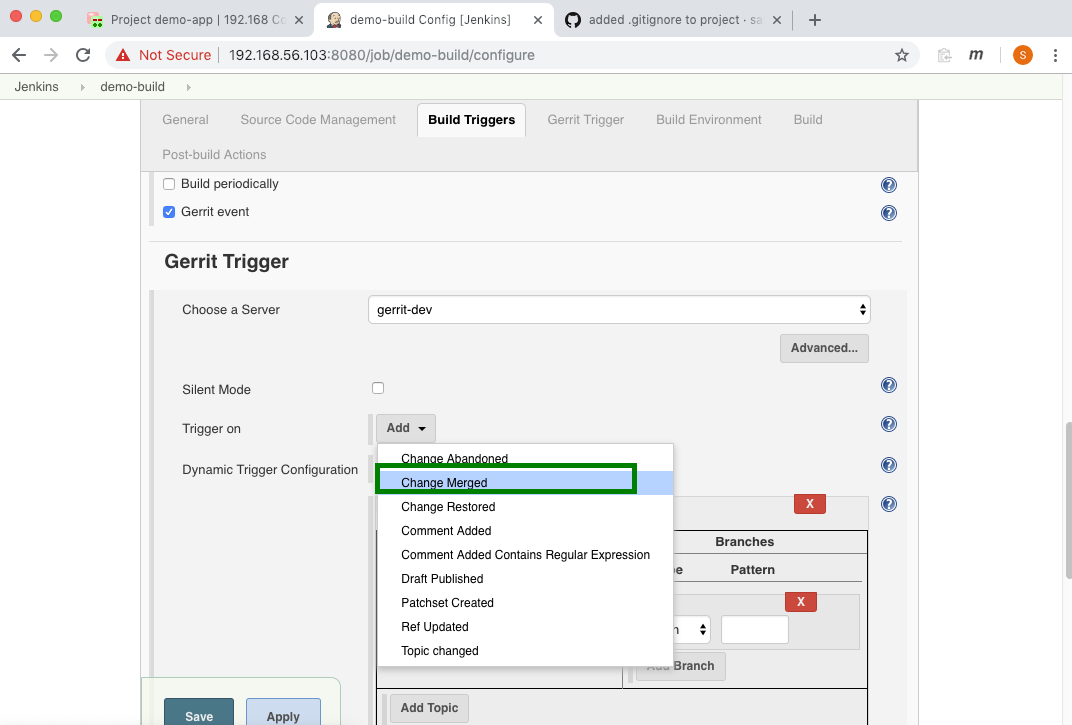 Project demo-app | 192.168 Co
demo-build Config [Jenkins]
added .gitignore to project · sa
Not Secure
192.168.56.103:8080/job/demo-build/configure
m
S
Jenkins
demo-build
General
Source Code Management
Build Triggers
Gerrit Trigger
Build Environment
Build
Post-build Actions
Build periodically
?
Gerrit event
?
Gerrit Trigger
Choose a Server
gerrit-dev
Advanced...
Silent Mode
?
Trigger on
Add
?
Dynamic Trigger Configuration
?
Change Abandoned
Change Merged
Change Restored
Comment Added
Comment Added Contains Regular Expression
Draft Published
Patchset Created
Ref Updated
Topic changed
X
?
Branches
Pattern
X
Add Branch
Add Topic
Save
Apply